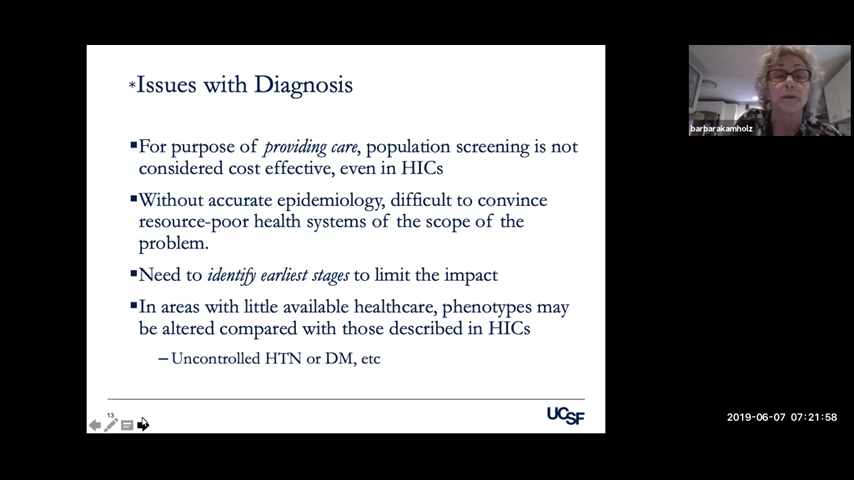 *Issues with Diagnosis
▪For purpose of providing care, population screening is not
considered cost effective, even in HICs
▪Without accurate epidemiology, difficult to convince
resource-poor health systems of the scope of the
problem.
▪Need to identify earliest stages to limit the impact
▪In areas with little available healthcare, phenotypes may
be altered compared with those described in HICs
– Uncontrolled HTN or DM, etc
13
UCSF
barbarakamholz
2019-06-07 07:21:58